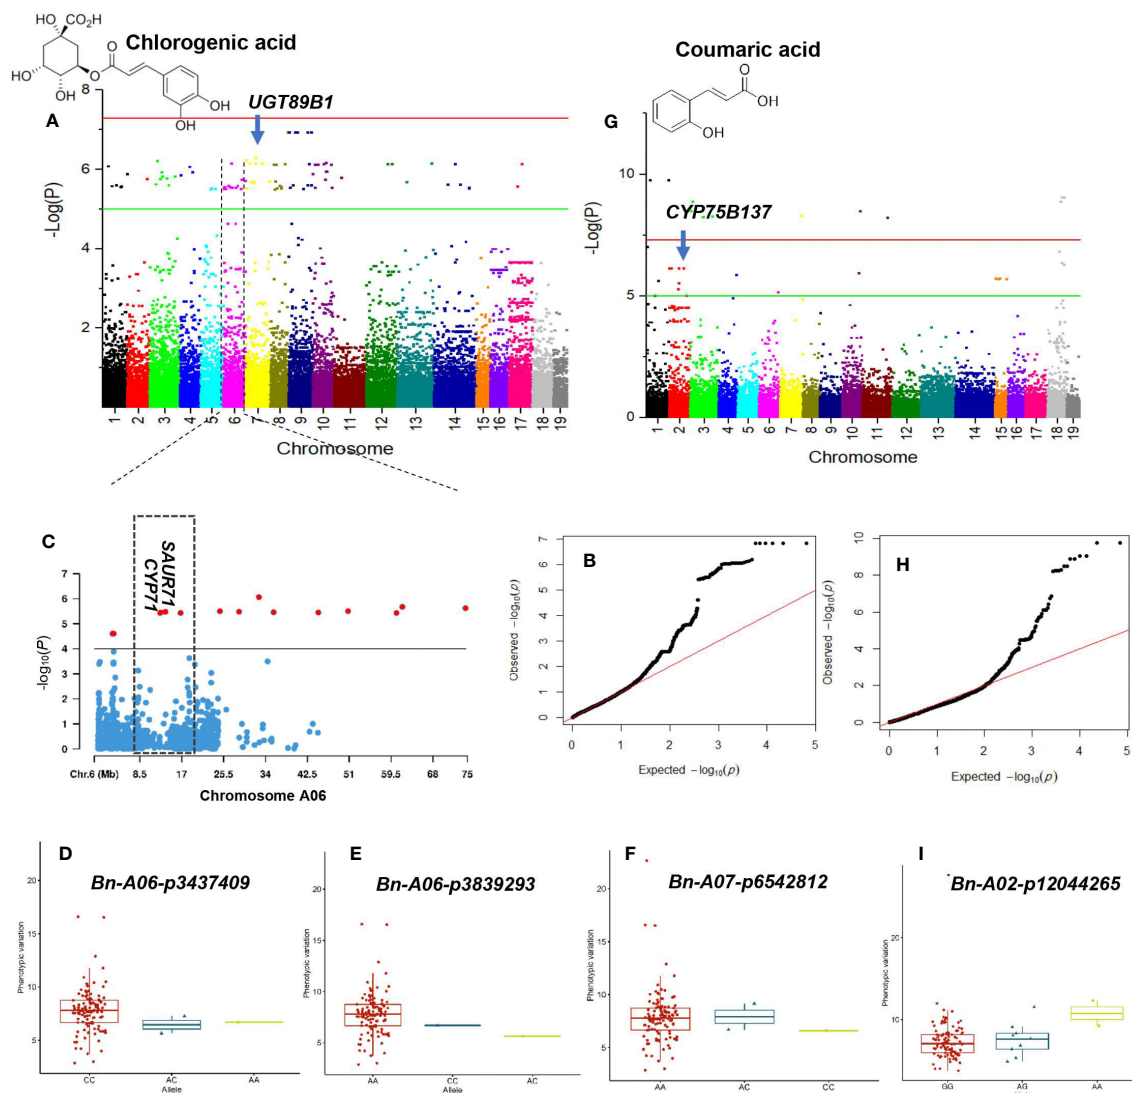 Chlorogenic acid
HO
CO₂H
O
HO
O
OH
OH
OH
A
UGT89B1
8
6
4
2
-Log(P)
1 2 3 4 5 6 7 8 9 10 11 12 13 14 15 16 17 18 19
Chromosome
Coumaric acid
O
OH
OH
G
CYP75B137
10
5
0
-Log(P)
1 2 3 4 5 6 7 8 9 10 11 12 13 14 15 16 17 18 19
Chromosome
C
SAUR71
CYP71
7
6
5
4
3
2
1
0
-log₁₀(P)
Chr.6 (Mb) 8.5 17 25.5 34 42.5 51 59.5 68 75
Chromosome A06
B
7
6
5
4
3
2
1
0
Observed −log₁₀(p)
0 1 2 3 4 5
Expected −log₁₀(p)
H
10
8
6
4
2
0
Observed −log₁₀(p)
0 1 2 3 4 5
Expected −log₁₀(p)
D
Bn-A06-p3437409
20
15
10
5
Phenotypic variation
CC AC AA
Allele
E
Bn-A06-p3839293
20
15
10
5
Phenotypic variation
AA CC AC
Allele
F
Bn-A07-p6542812
20
15
10
5
Phenotypic variation
AA AC CC
I
Bn-A02-p12044265
20
10
Phenotypic variation
GG AG AA